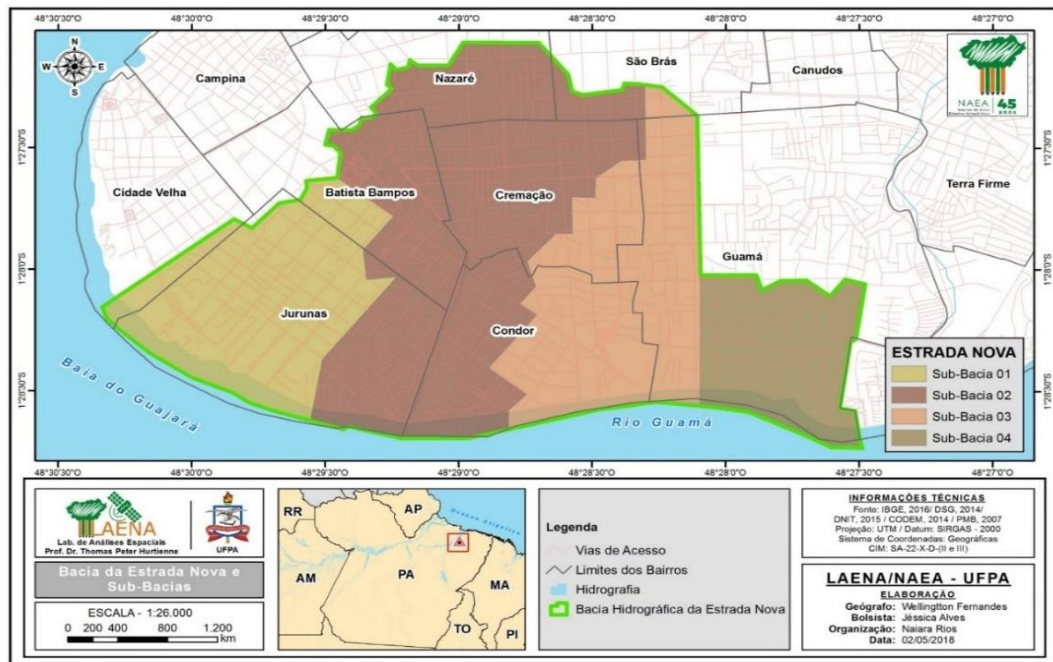 48°30'30"O 48°30'0"O 48°29'30"O 48°29'0"O 48°28'30"O 48°28'0"O 48°27'30"O 48°27'0"O
N
W E
S
Campina
Nazaré
São Brás
Canudos
NAEA 45
ANOS
1°27'30"S
1°27'30"S
Cidade Velha
Batista Bampos
Cremação
Terra Firme
Guamá
1°28'0"S
1°28'0"S
Jurunas
Condor
Baia do Guajará
Rio Guamá
1°28'30"S
1°28'30"S
ESTRADA NOVA
Sub-Bacia 01
Sub-Bacia 02
Sub-Bacia 03
Sub-Bacia 04
48°30'30"O 48°30'0"O 48°29'30"O 48°29'0"O 48°28'30"O 48°28'0"O 48°27'30"O 48°27'0"O
LAENA
Lab. de Análises Espaciais
Prof. Dr. Thomas Peter Hurtienne
UFPA
Bacia da Estrada Nova e
Sub-Bacias
ESCALA - 1:26.000
0 200 400 800 1.200
km
RR
AP
Oceano Atlântico
AM
PA
MA
TO
PI
Legenda
Vias de Acesso
Limites dos Bairros
Hidrografia
Bacia Hidrográfica da Estrada Nova
INFORMAÇÕES TÉCNICAS
Fonte: IBGE, 2016/ DSG, 2014/
DNIT, 2015 / CODEM, 2014 / PMB, 2007
Projeção: UTM / Datum: SIRGAS - 2000
Sistema de Coordenadas: Geográficas
CIM: SA-22-X-D-(II e III)
LAENA/NAEA - UFPA
ELABORAÇÃO
Geógrafo: Wellingtton Fernandes
Bolsista: Jéssica Alves
Organização: Naiara Rios
Data: 02/05/2018